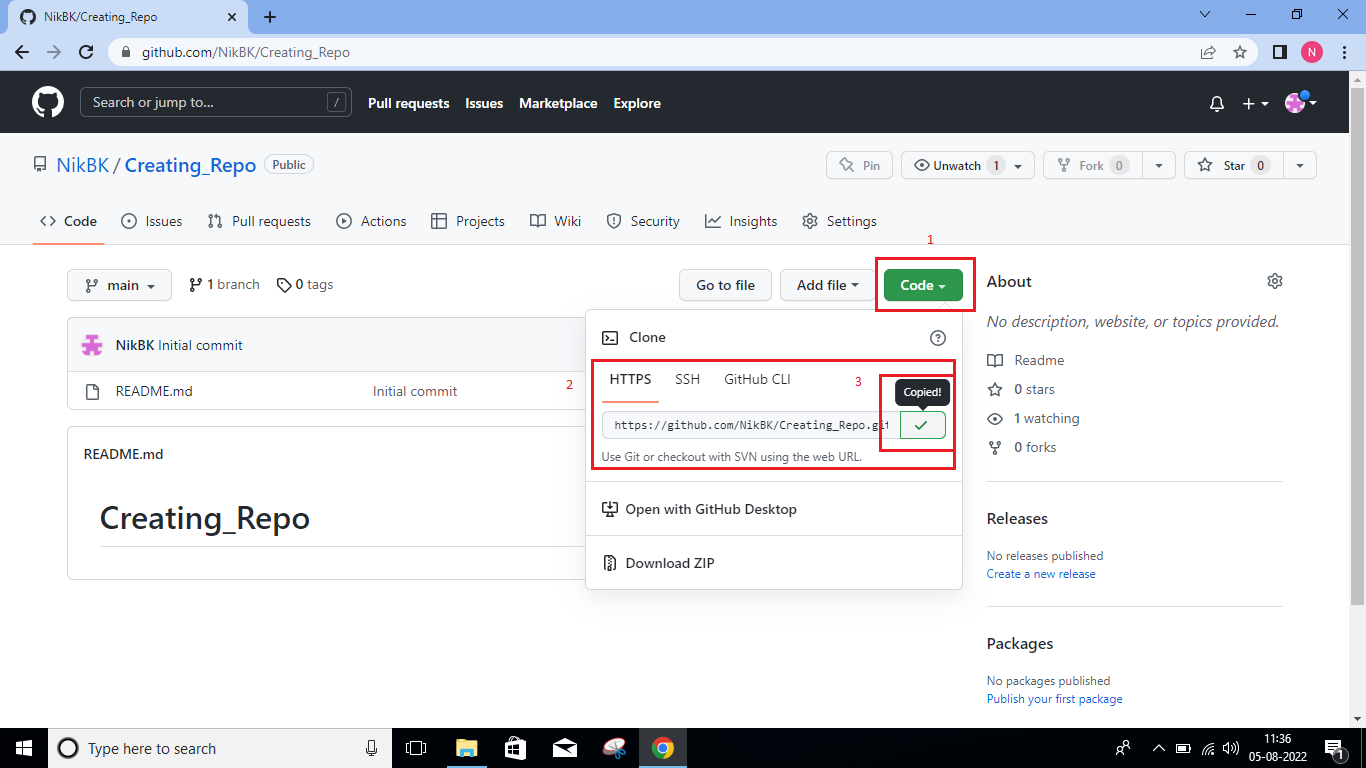 NikBK/Creating_Repo
github.com/NikBK/Creating_Repo
N
Search or jump to... /
Pull requests Issues Marketplace Explore
NikBK / Creating_Repo Public
Pin Unwatch 1 Fork 0 Star 0
Code Issues Pull requests Actions Projects Wiki Security Insights Settings
1
main 1 branch 0 tags Go to file Add file Code
Clone
NikBK Initial commit
README.md Initial commit
2
HTTPS SSH GitHub CLI
3
Copied!
https://github.com/NikBK/Creating_Repo.git
Use Git or checkout with SVN using the web URL.
Open with GitHub Desktop
Download ZIP
README.md
Creating_Repo
About
No description, website, or topics provided.
Readme
0 stars
1 watching
0 forks
Releases
No releases published
Create a new release
Packages
No packages published
Publish your first package
Type here to search
11:36
05-08-2022
1